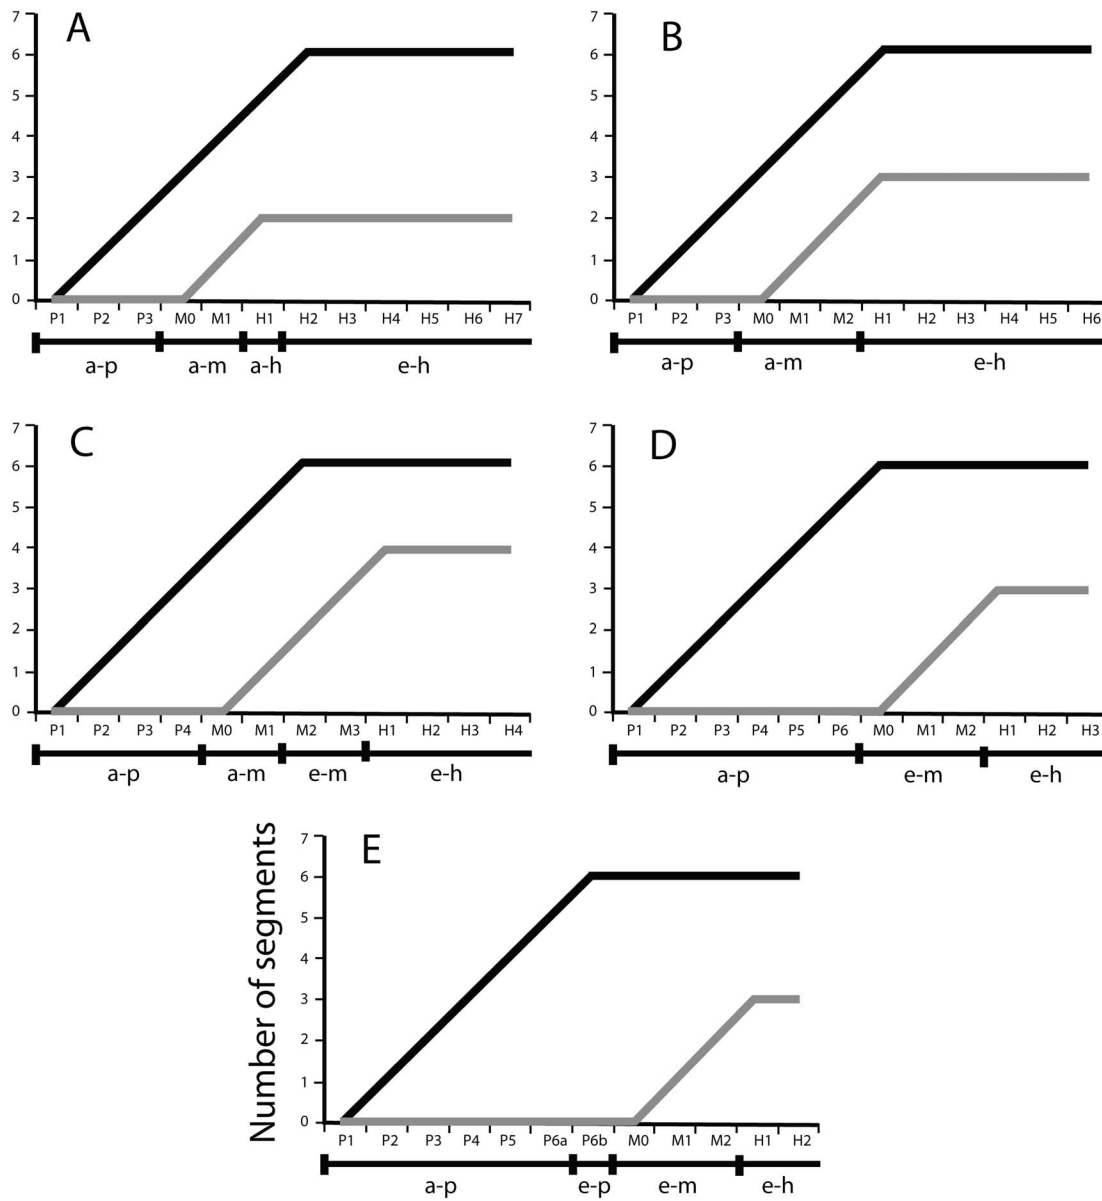 A
7
6
5
4
3
2
1
0
P1 P2 P3 M0 M1 H1 H2 H3 H4 H5 H6 H7
a-p a-m a-h e-h
B
7
6
5
4
3
2
1
0
P1 P2 P3 M0 M1 M2 H1 H2 H3 H4 H5 H6
a-p a-m e-h
C
7
6
5
4
3
2
1
0
P1 P2 P3 P4 M0 M1 M2 M3 H1 H2 H3 H4
a-p a-m e-m e-h
D
7
6
5
4
3
2
1
0
P1 P2 P3 P4 P5 P6 M0 M1 M2 H1 H2 H3
a-p e-m e-h
E
Number of segments
7
6
5
4
3
2
1
0
P1 P2 P3 P4 P5 P6a P6b M0 M1 M2 H1 H2
a-p e-p e-m e-h